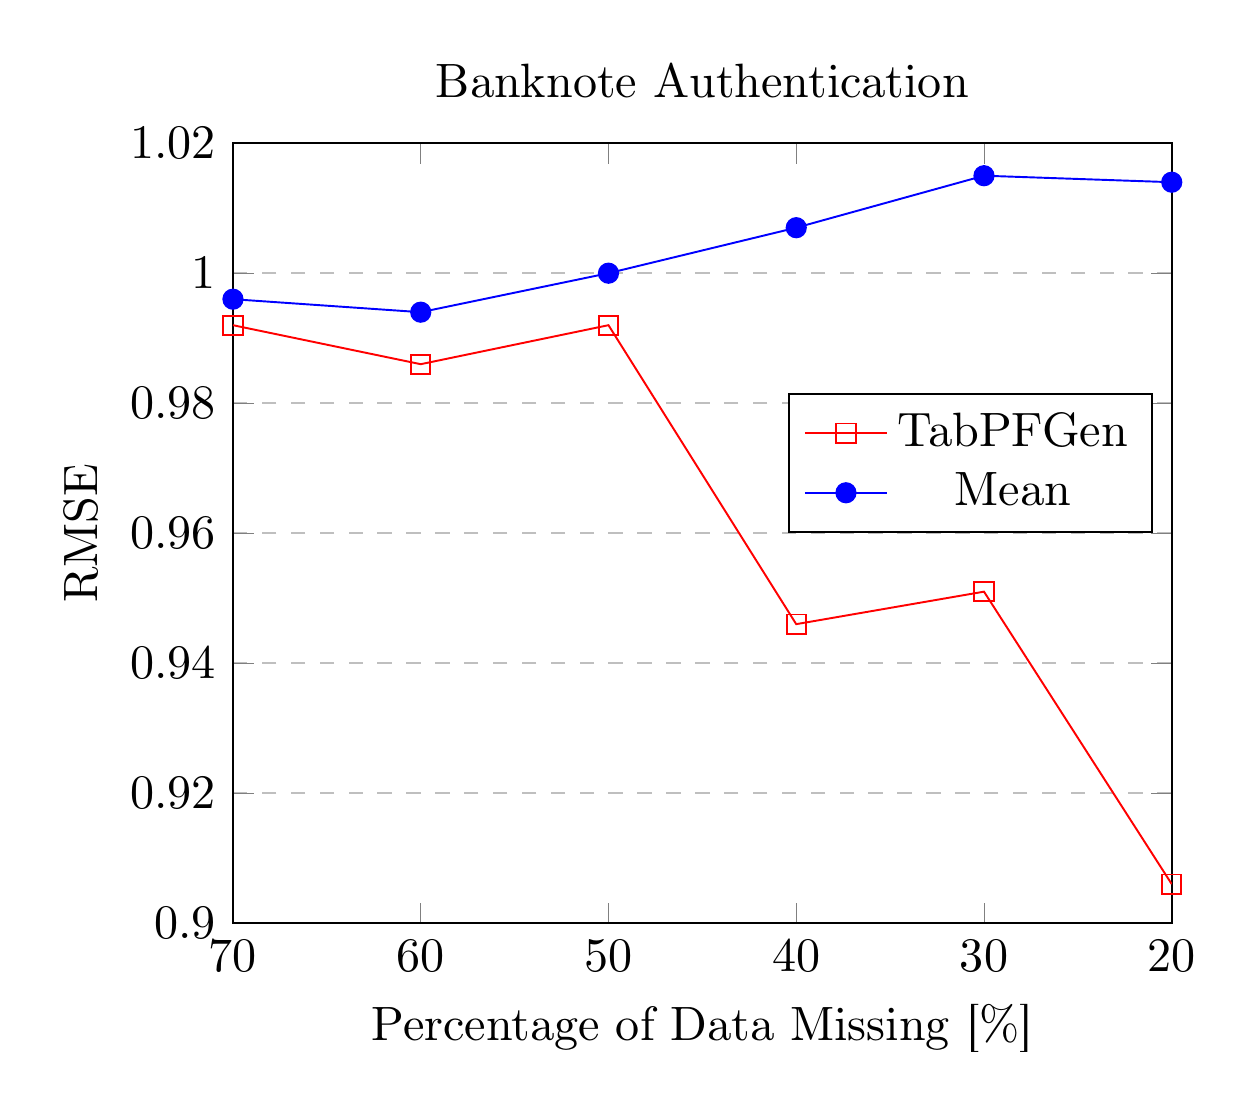 Banknote Authentication
1.02
1
0.98
0.96
0.94
0.92
0.9
RMSE
TabPFGen
Mean
70 60 50 40 30 20
Percentage of Data Missing [%]